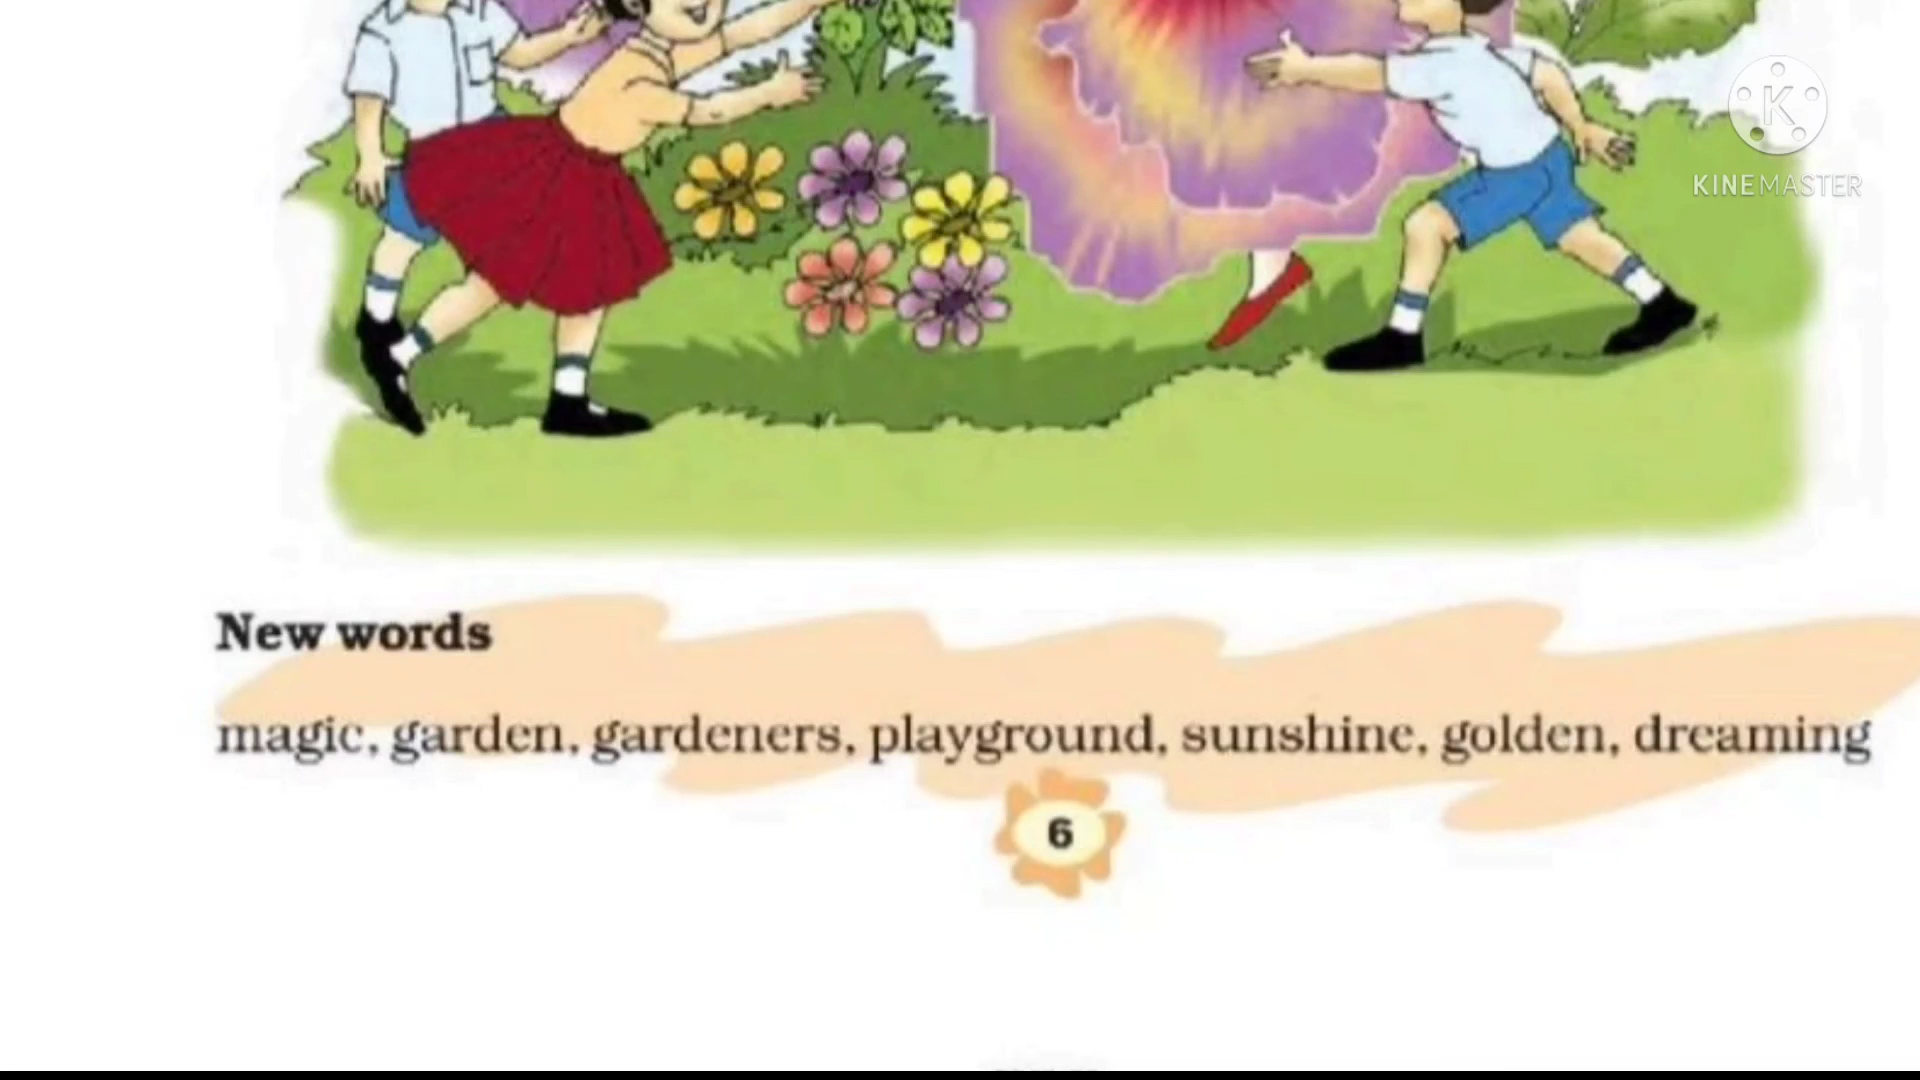 K
KINEMASTER
New words
magic, garden, gardeners, playground, sunshine, golden, dreaming
6